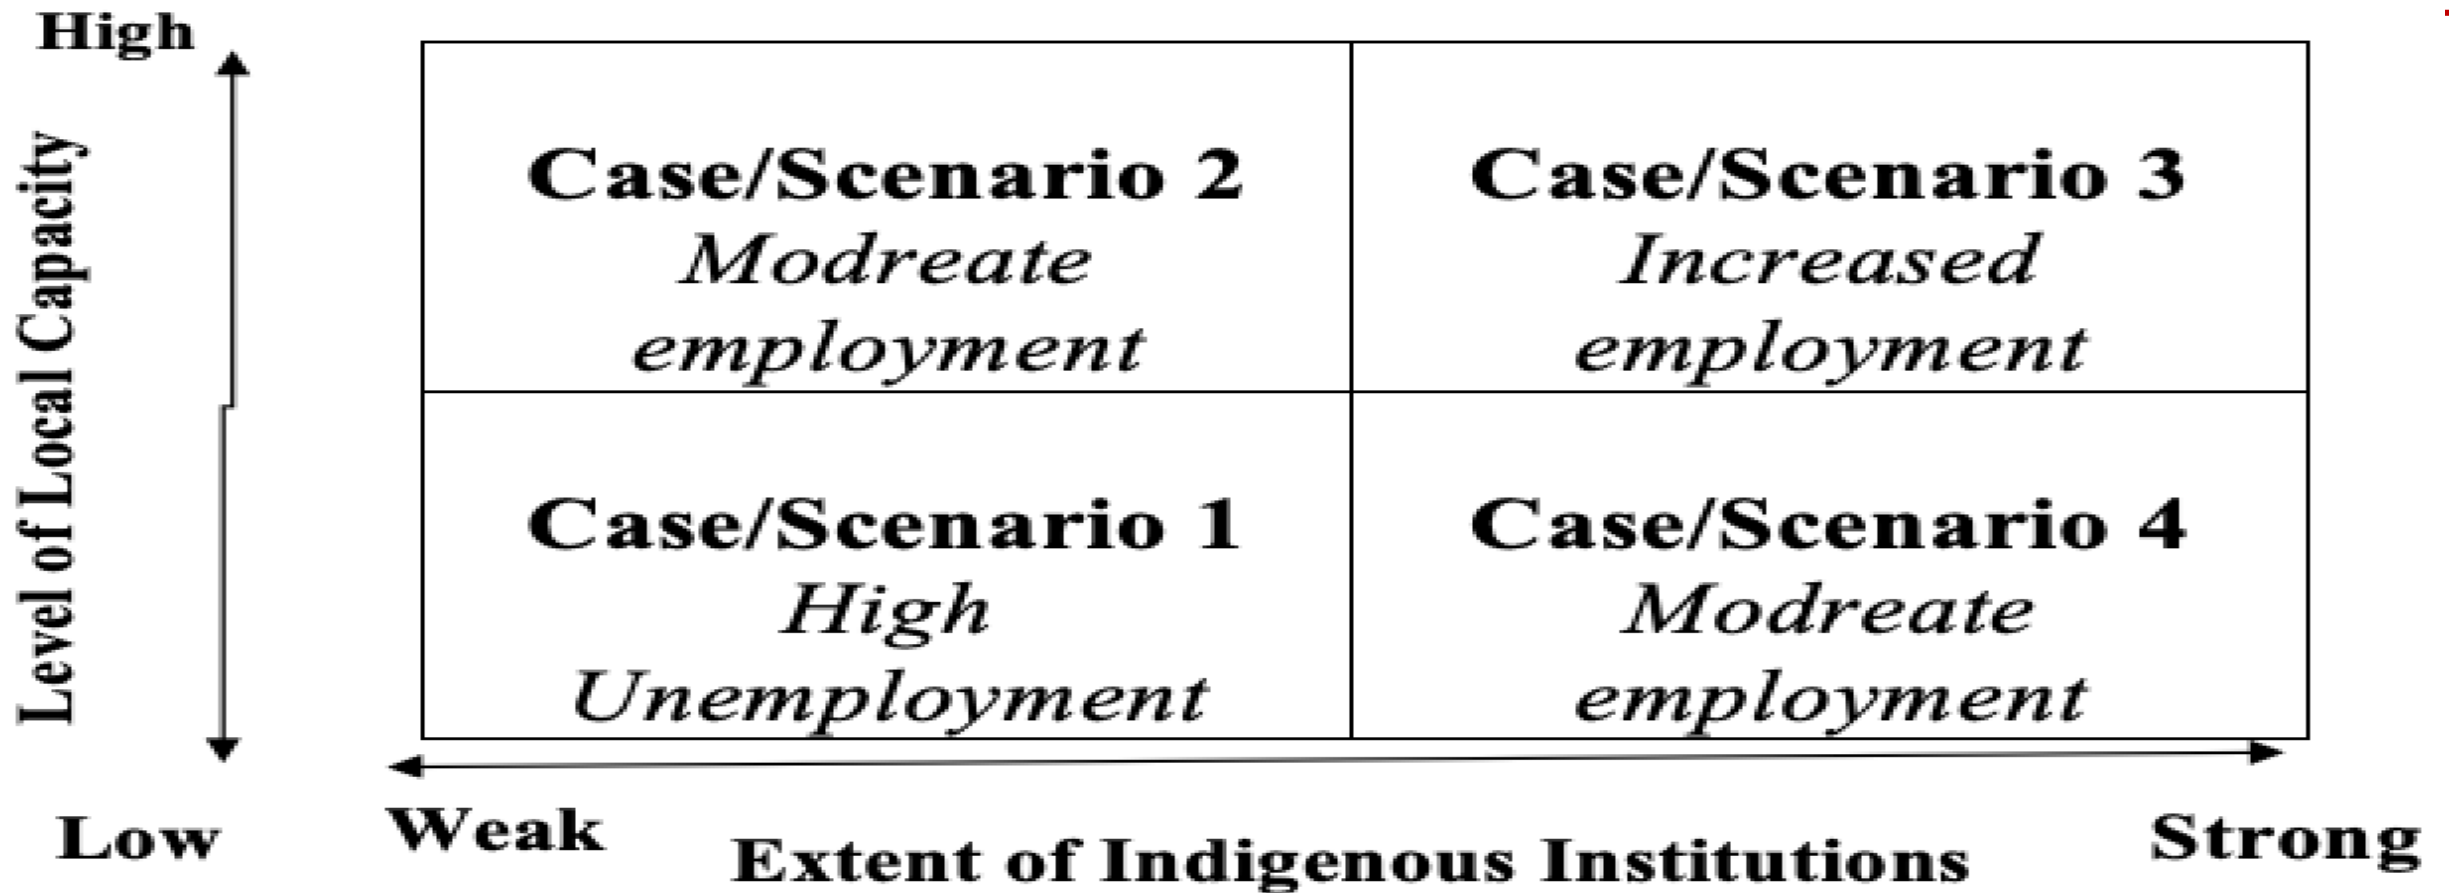 High
Level of Local Capacity
Case/Scenario 2
Modreate
employment
Case/Scenario 3
Increased
employment
Case/Scenario 1
High
Unemployment
Case/Scenario 4
Modreate
employment
Low
Weak
Extent of Indigenous Institutions
Strong